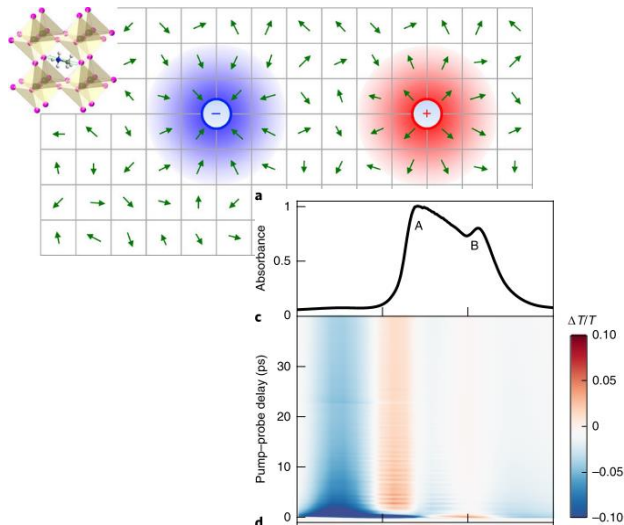 −
+
a
1
0.5
0
Absorbance
A
B
c
ΔT/T
30
20
10
0
Pump–probe delay (ps)
0.10
0.05
0
−0.05
−0.10
d